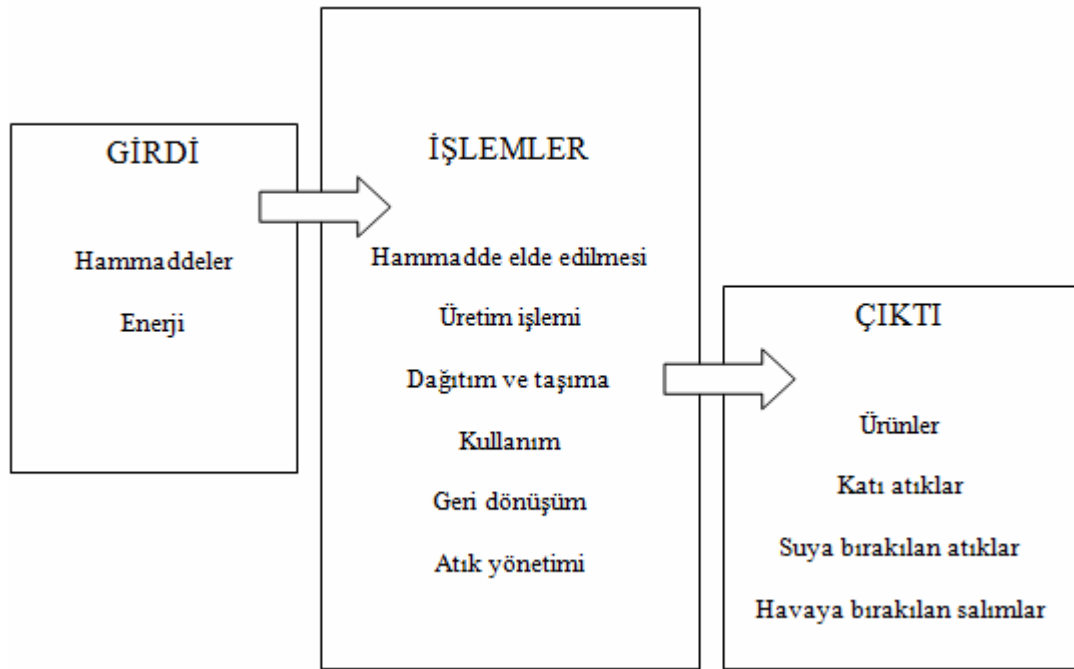 GİRDİ
Hammaddeler
Enerji
İŞLEMLER
Hammadde elde edilmesi
Üretim işlemi
Dağıtım ve taşıma
Kullanım
Geri dönüşüm
Atık yönetimi
ÇIKTI
Ürünler
Katı atıklar
Suya bırakılan atıklar
Havaya bırakılan salımlar